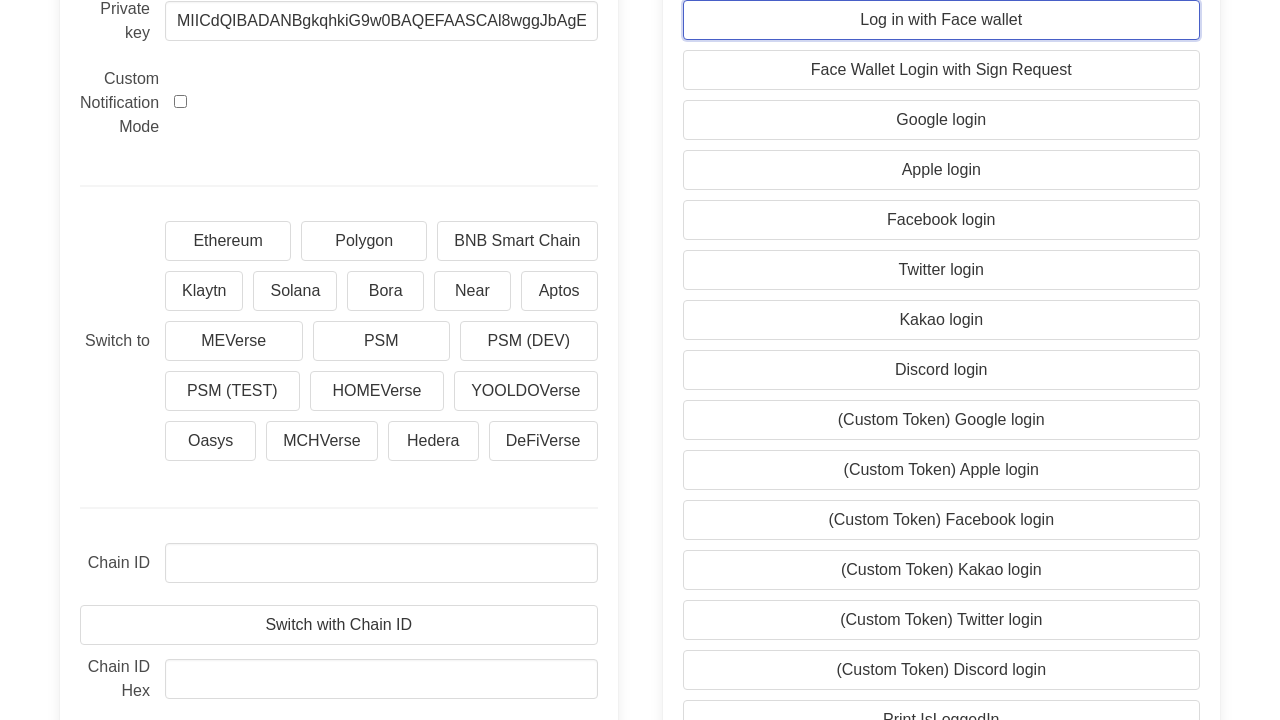 Private
key
MIICdQIBADANBgkqhkiG9w0BAQEFAASCAl8wggJbAgE
Custom
Notification
Mode
Ethereum
Polygon
BNB Smart Chain
Klaytn
Solana
Bora
Near
Aptos
Switch to
MEVerse
PSM
PSM (DEV)
PSM (TEST)
HOMEVerse
YOOLDOVerse
Oasys
MCHVerse
Hedera
DeFiVerse
Chain ID
Switch with Chain ID
Chain ID
Hex
Log in with Face wallet
Face Wallet Login with Sign Request
Google login
Apple login
Facebook login
Twitter login
Kakao login
Discord login
(Custom Token) Google login
(Custom Token) Apple login
(Custom Token) Facebook login
(Custom Token) Kakao login
(Custom Token) Twitter login
(Custom Token) Discord login
Print IsLoggedIn